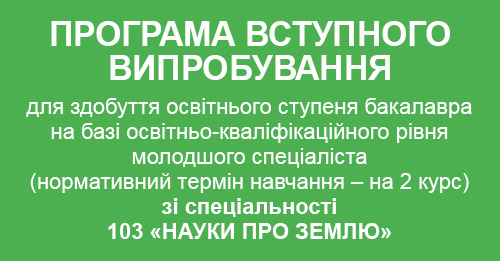 ПРОГРАМА ВСТУПНОГО
ВИПРОБУВАННЯ
для здобуття освітнього ступеня бакалавра
на базі освітньо-кваліфікаційного рівня
молодшого спеціаліста
(нормативний термін навчання – на 2 курс)
зі спеціальності
103 «НАУКИ ПРО ЗЕМЛЮ»